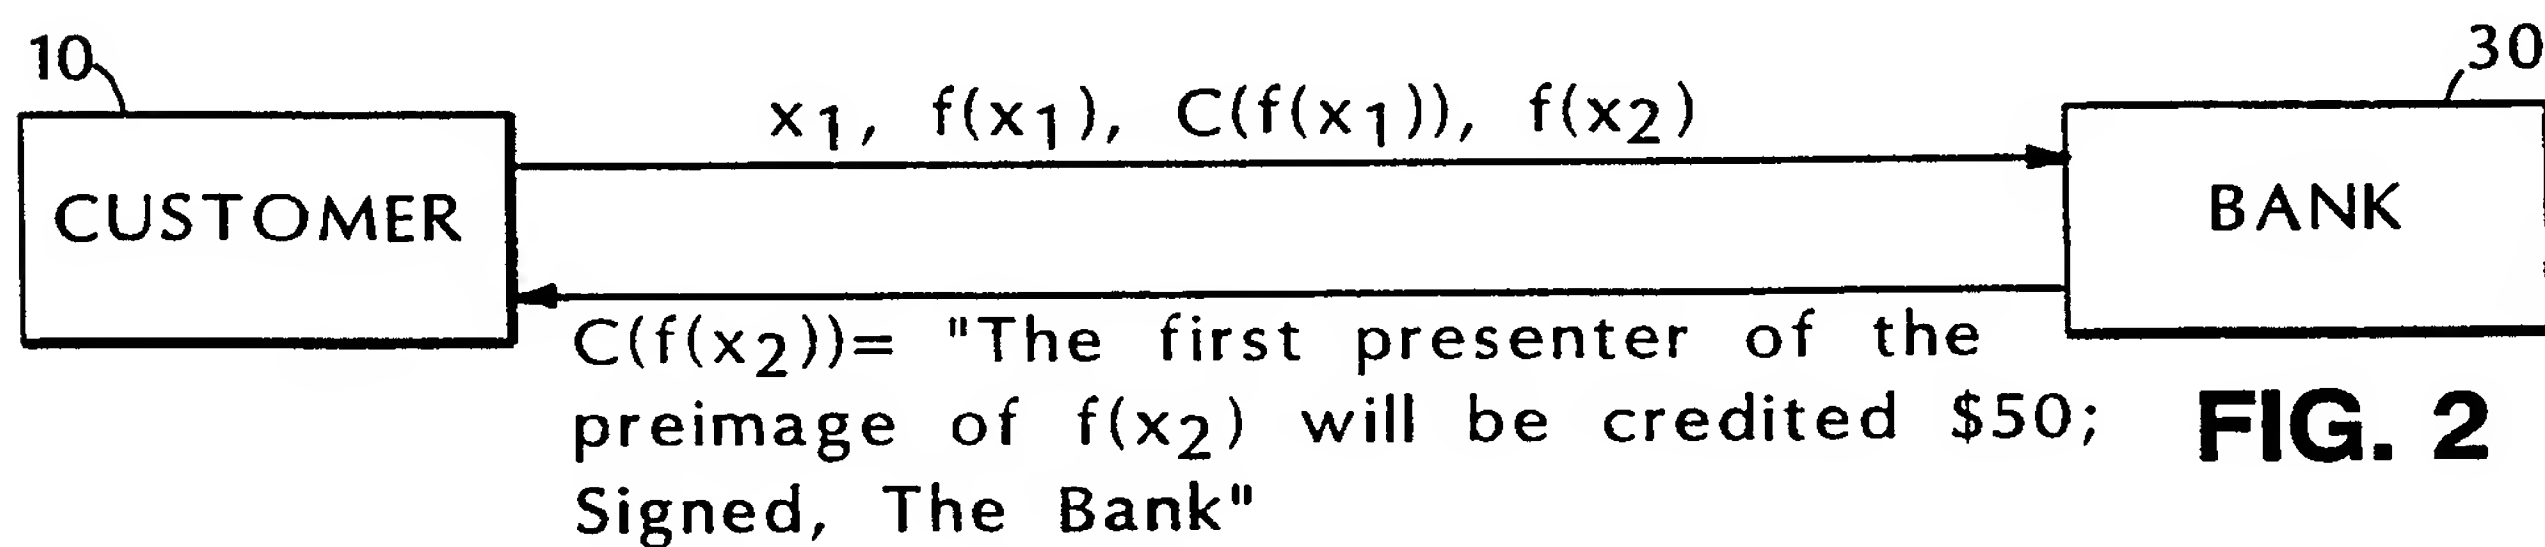 10
30
x1, f(x1), C(f(x1)), f(x2)
CUSTOMER
BANK
C(f(x2))= "The first presenter of the
preimage of f(x2) will be credited $50;
Signed, The Bank"
FIG. 2